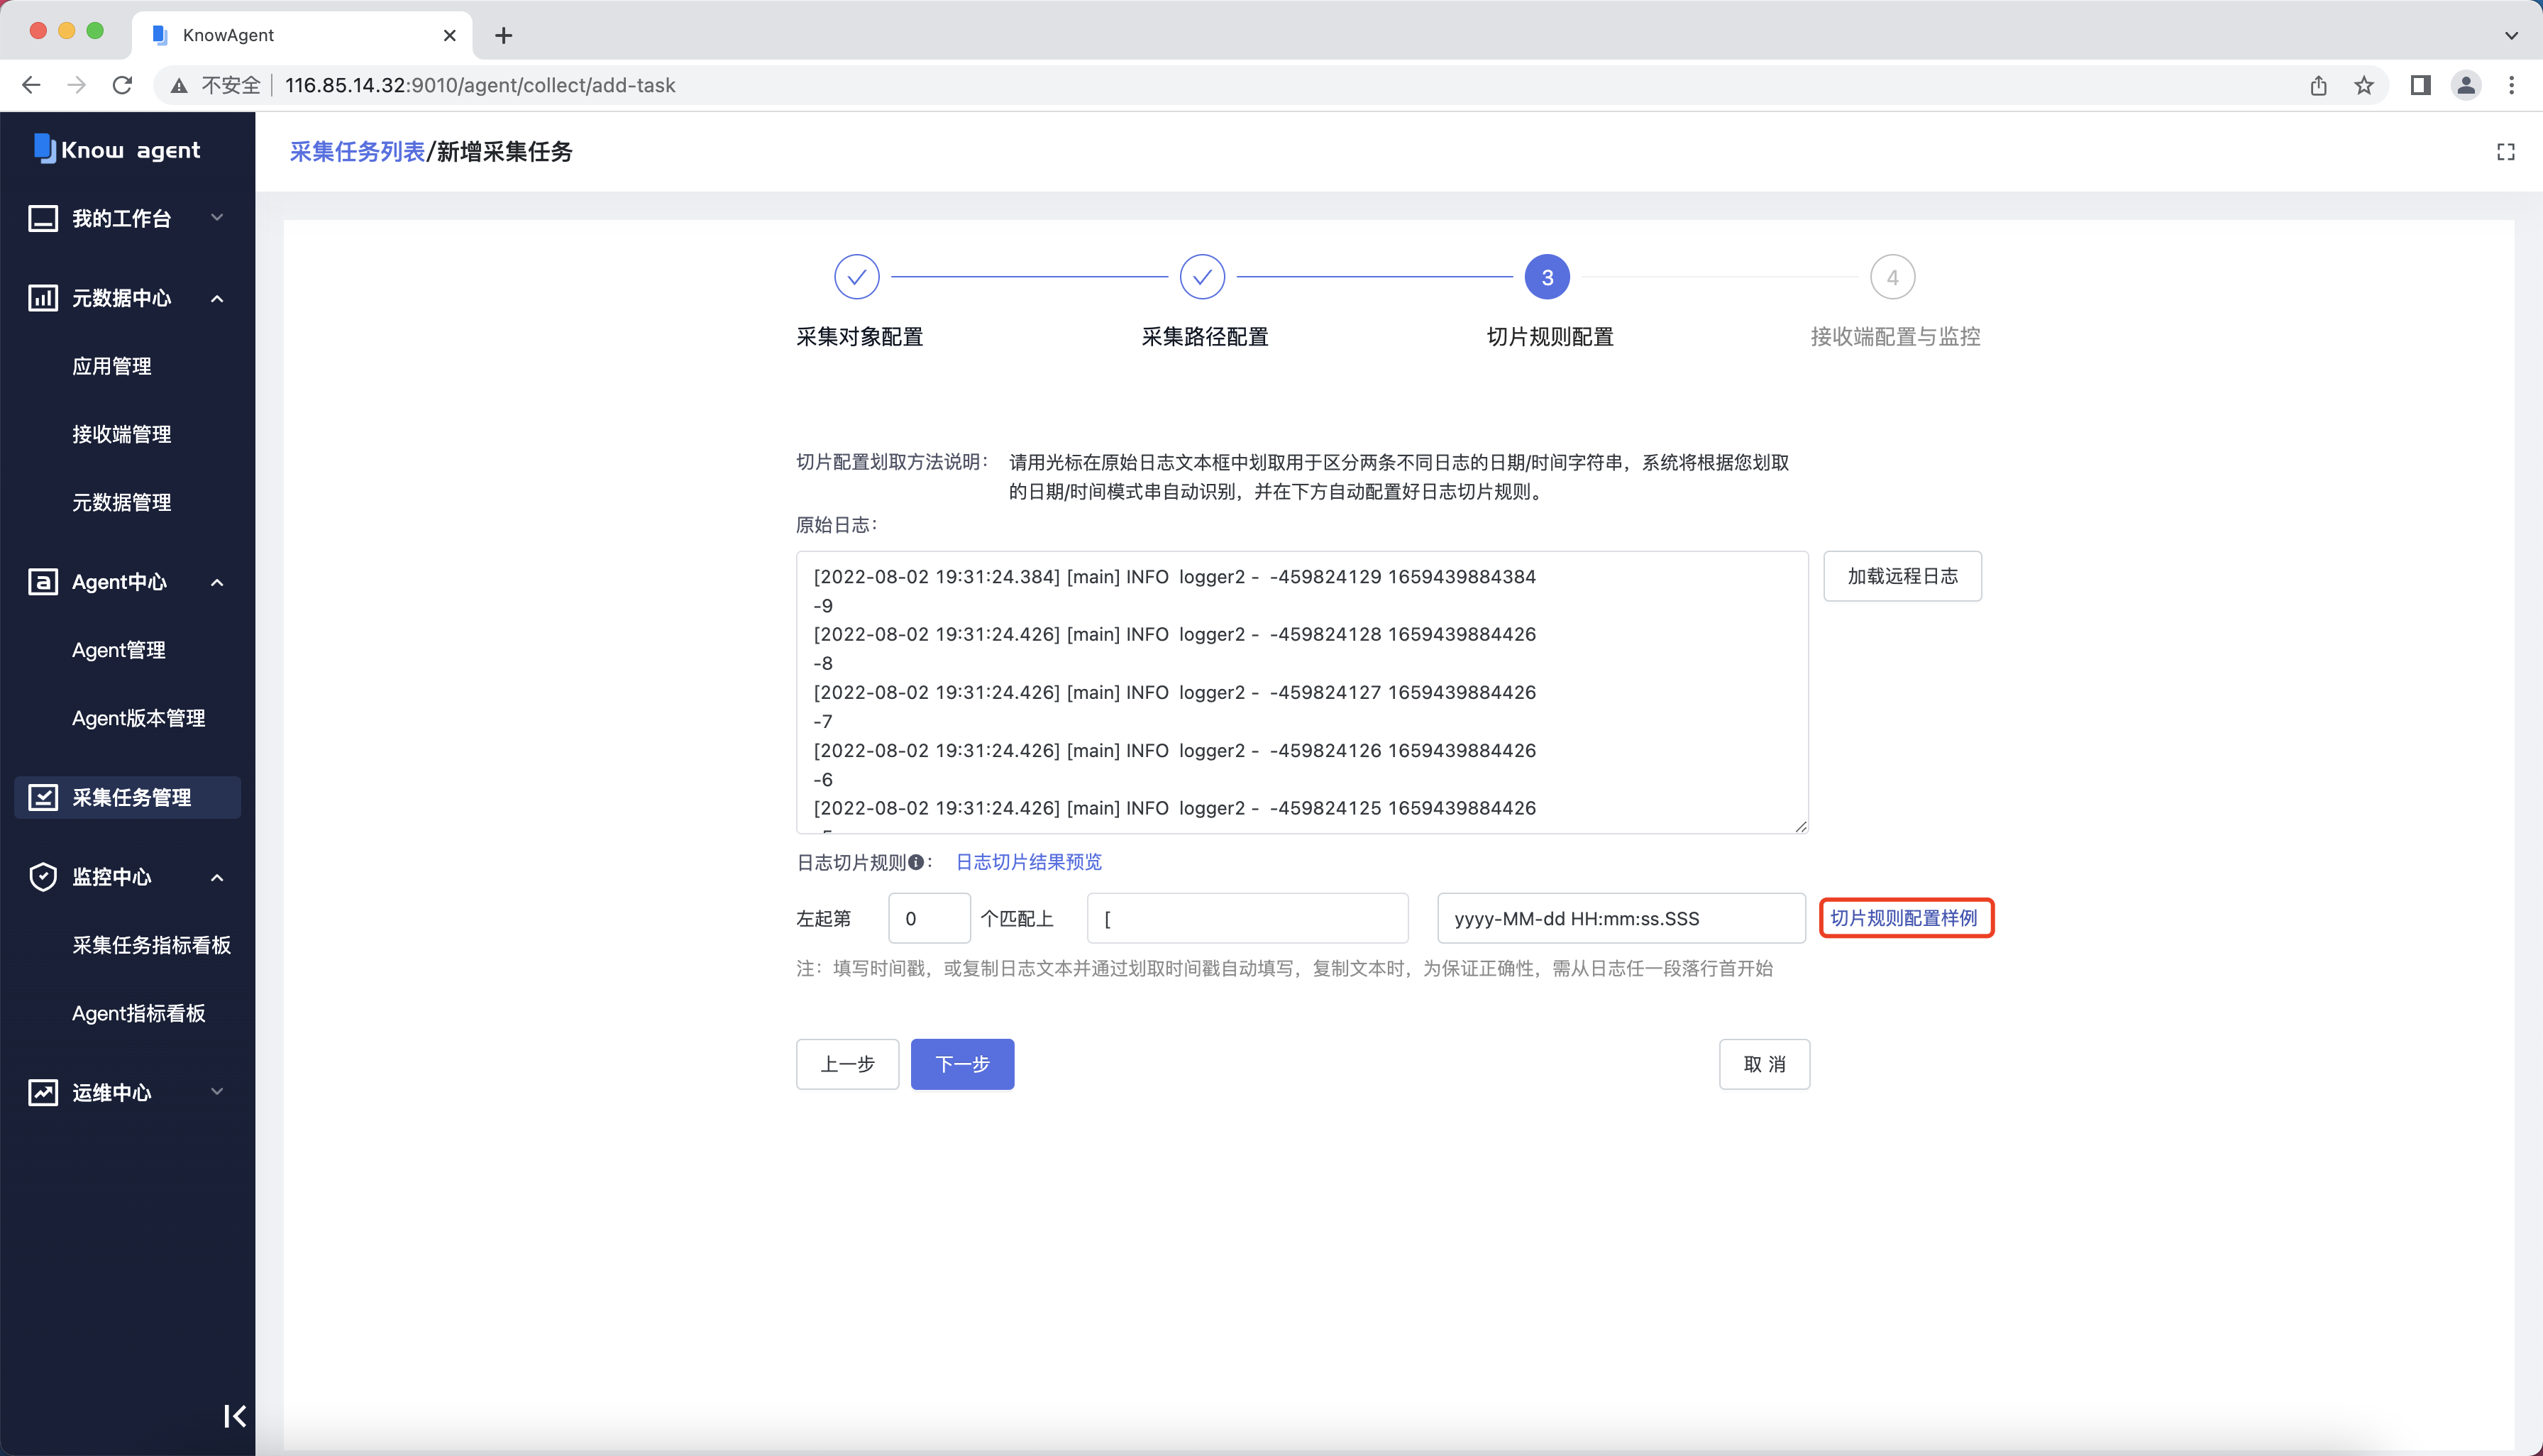 KnowAgent
不安全 | 116.85.14.32:9010/agent/collect/add-task
Know agent
采集任务列表/新增采集任务
我的工作台
元数据中心
应用管理
接收端管理
元数据管理
Agent中心
Agent管理
Agent版本管理
采集任务管理
监控中心
采集任务指标看板
Agent指标看板
运维中心
3
4
采集对象配置
采集路径配置
切片规则配置
接收端配置与监控
切片配置划取方法说明： 请用光标在原始日志文本框中划取用于区分两条不同日志的日期/时间字符串，系统将根据您划取
的日期/时间模式串自动识别，并在下方自动配置好日志切片规则。
原始日志：
[2022-08-02 19:31:24.384] [main] INFO logger2 - -459824129 1659439884384
-9
[2022-08-02 19:31:24.426] [main] INFO logger2 - -459824128 1659439884426
-8
[2022-08-02 19:31:24.426] [main] INFO logger2 - -459824127 1659439884426
-7
[2022-08-02 19:31:24.426] [main] INFO logger2 - -459824126 1659439884426
-6
[2022-08-02 19:31:24.426] [main] INFO logger2 - -459824125 1659439884426
加载远程日志
日志切片规则： 日志切片结果预览
左起第 0 个匹配上 [ yyyy-MM-dd HH:mm:ss.SSS 切片规则配置样例
注：填写时间戳，或复制日志文本并通过划取时间戳自动填写，复制文本时，为保证正确性，需从日志任一段落行首开始
上一步 下一步 取 消